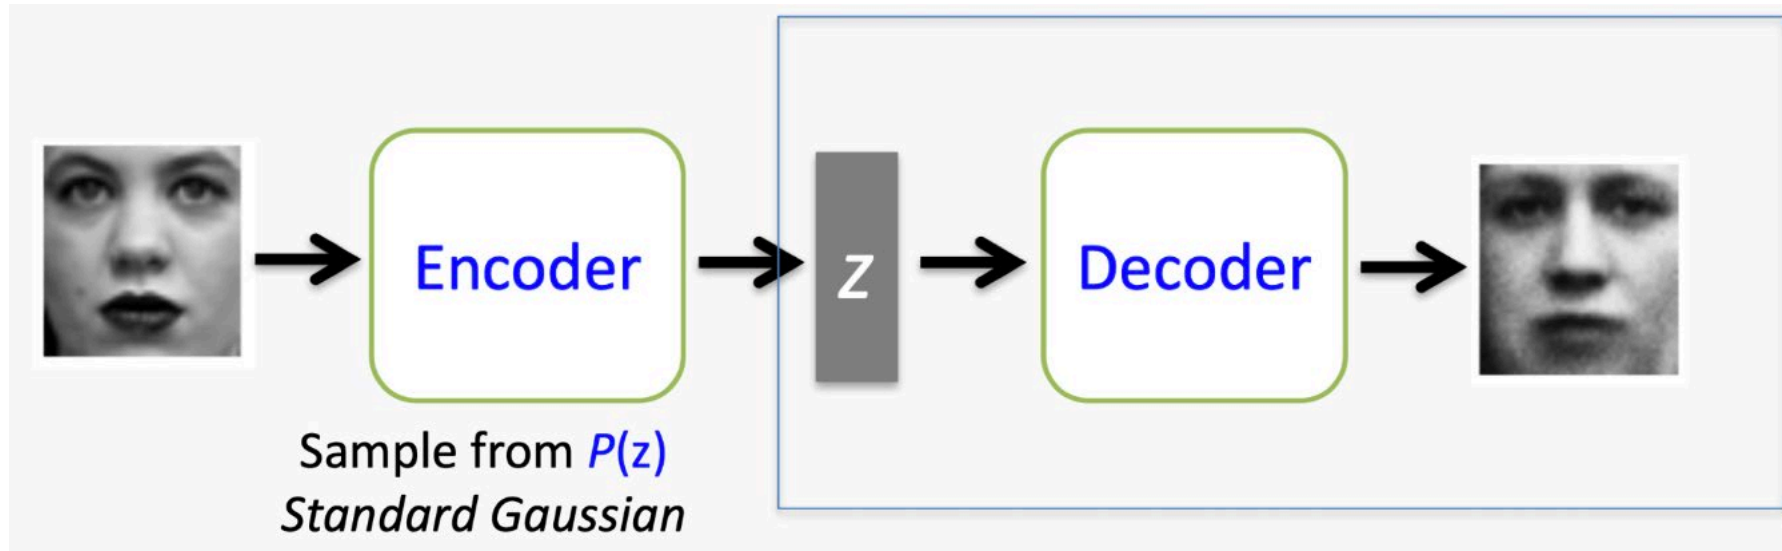 Encoder
z
Decoder
Sample from P(z)
Standard Gaussian